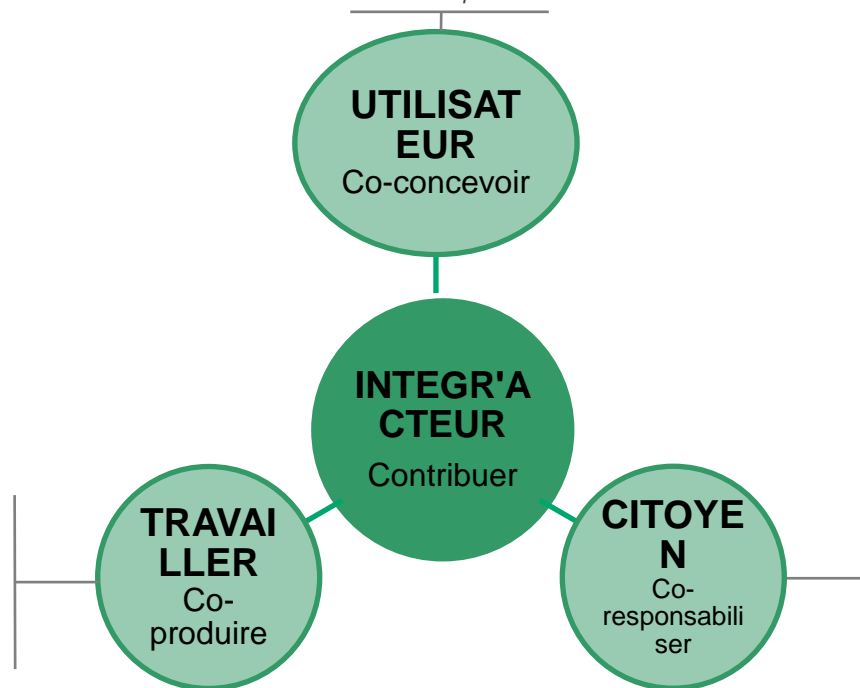 UTILISAT
EUR
Co-concevoir
INTEGR'A
CTEUR
Contribuer
TRAVAI
LLER
Co-
produire
CITOYE
N
Co-
responsabili
ser